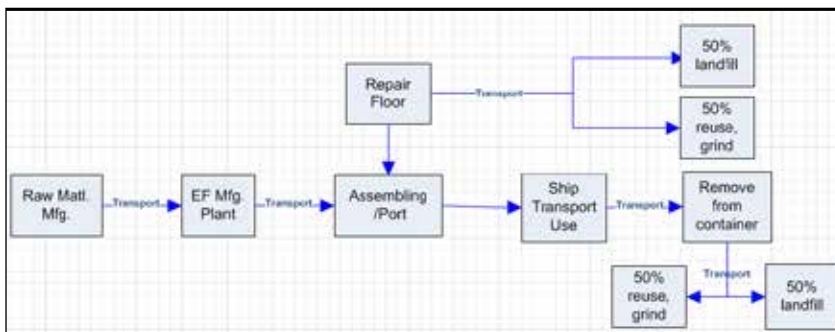 50%
landfill
Repair
Floor
Transport
50%
reuse,
grind
Raw Matl.
Mfg.
Transport
EF Mfg.
Plant
Transport
Assembling
/Port
Ship
Transport
Use
Transport
Remove
from
container
Transport
50%
reuse,
grind
50%
landfill